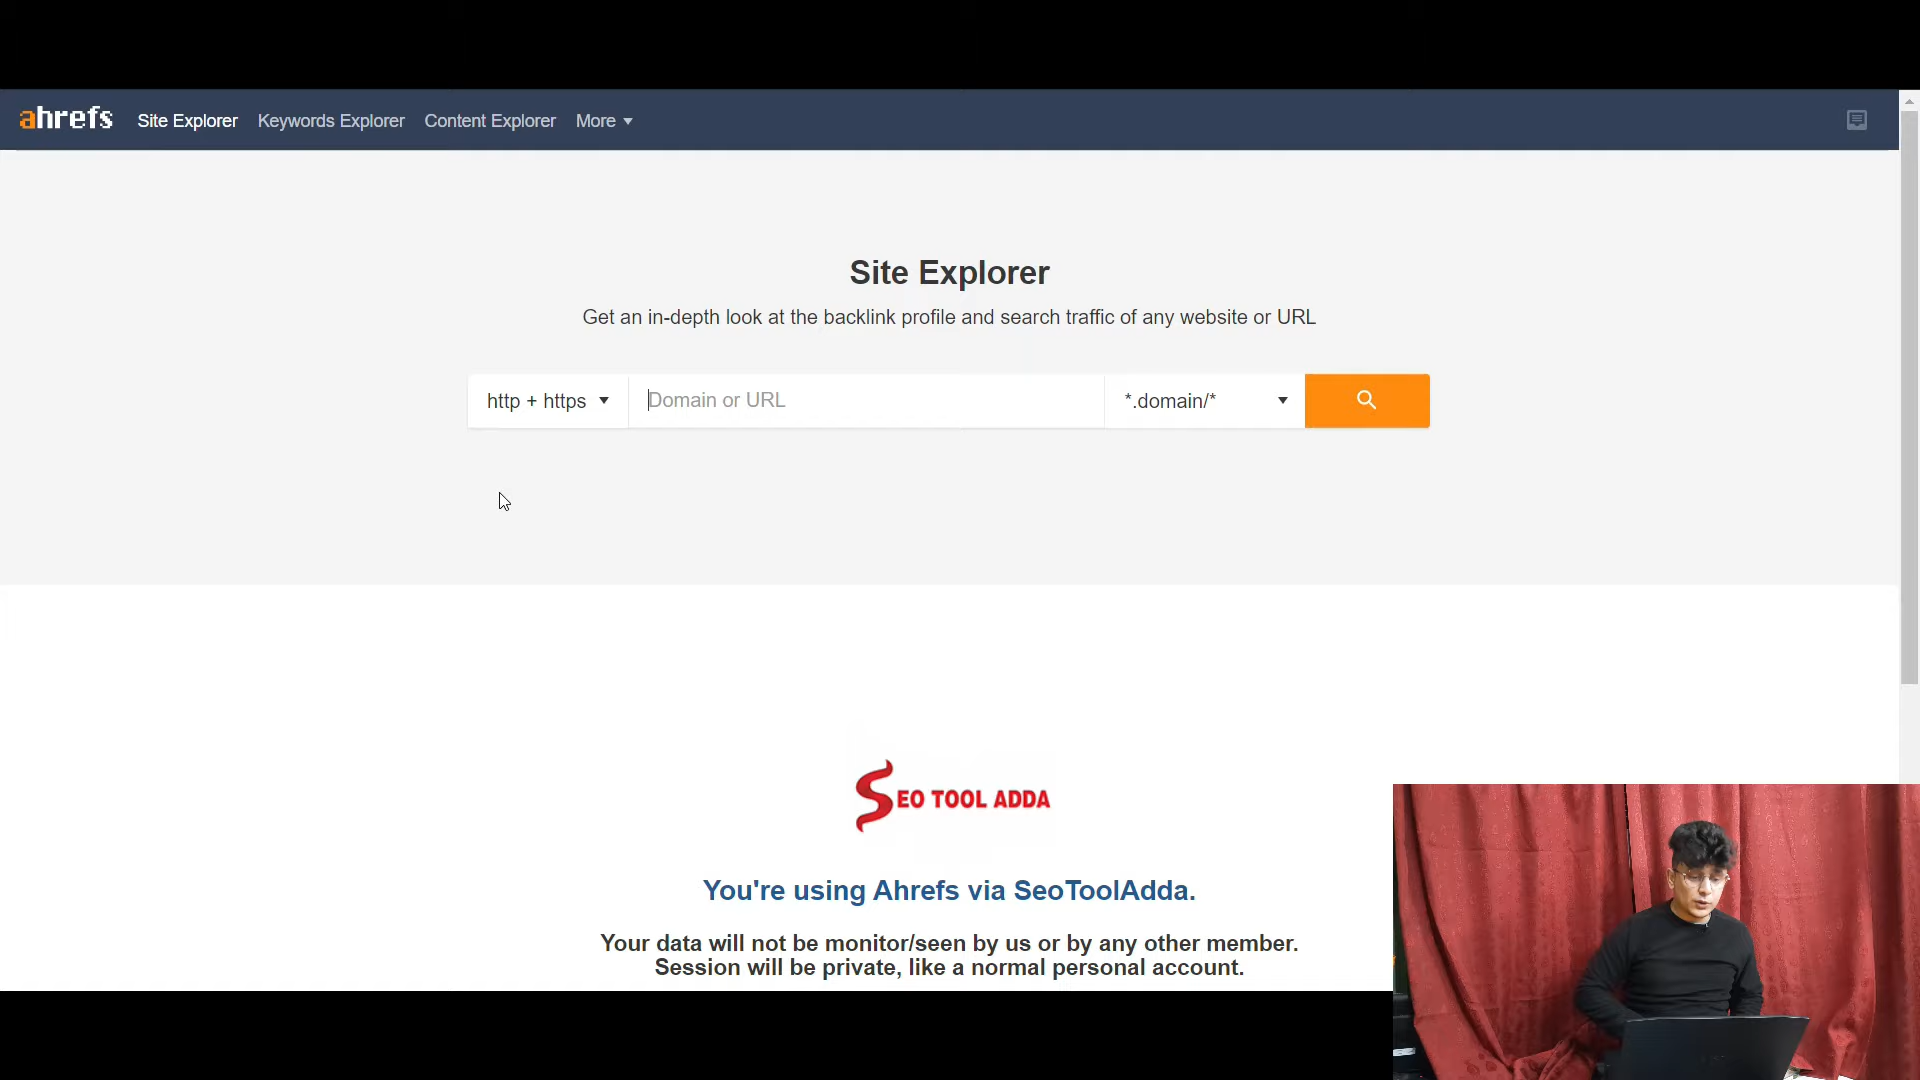 ahrefs Site Explorer Keywords Explorer Content Explorer More
Site Explorer
Get an in-depth look at the backlink profile and search traffic of any website or URL
http + https Domain or URL *.domain/*
SEO TOOL ADDA
You're using Ahrefs via SeoToolAdda.
Your data will not be monitor/seen by us or by any other member.
Session will be private, like a normal personal account.